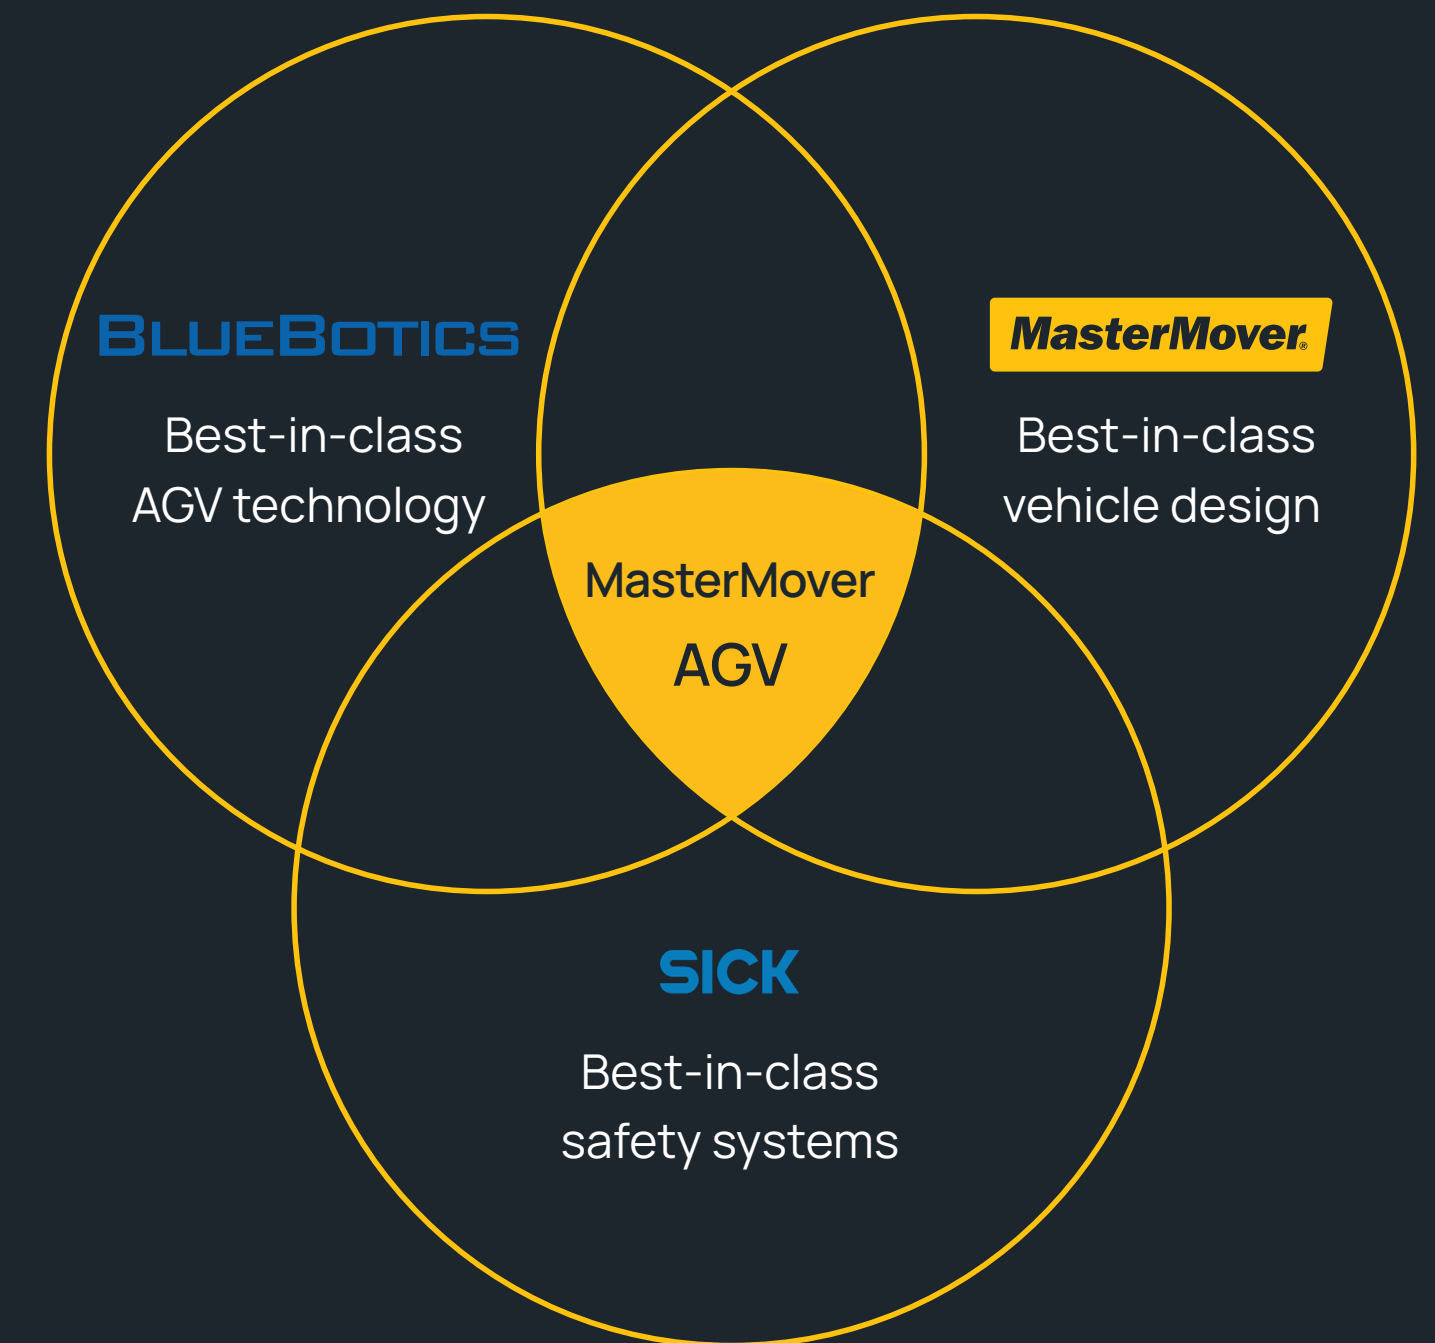 BLUEBOTICS
Best-in-class
AGV technology
MasterMover®
Best-in-class
vehicle design
MasterMover
AGV
SICK
Best-in-class
safety systems